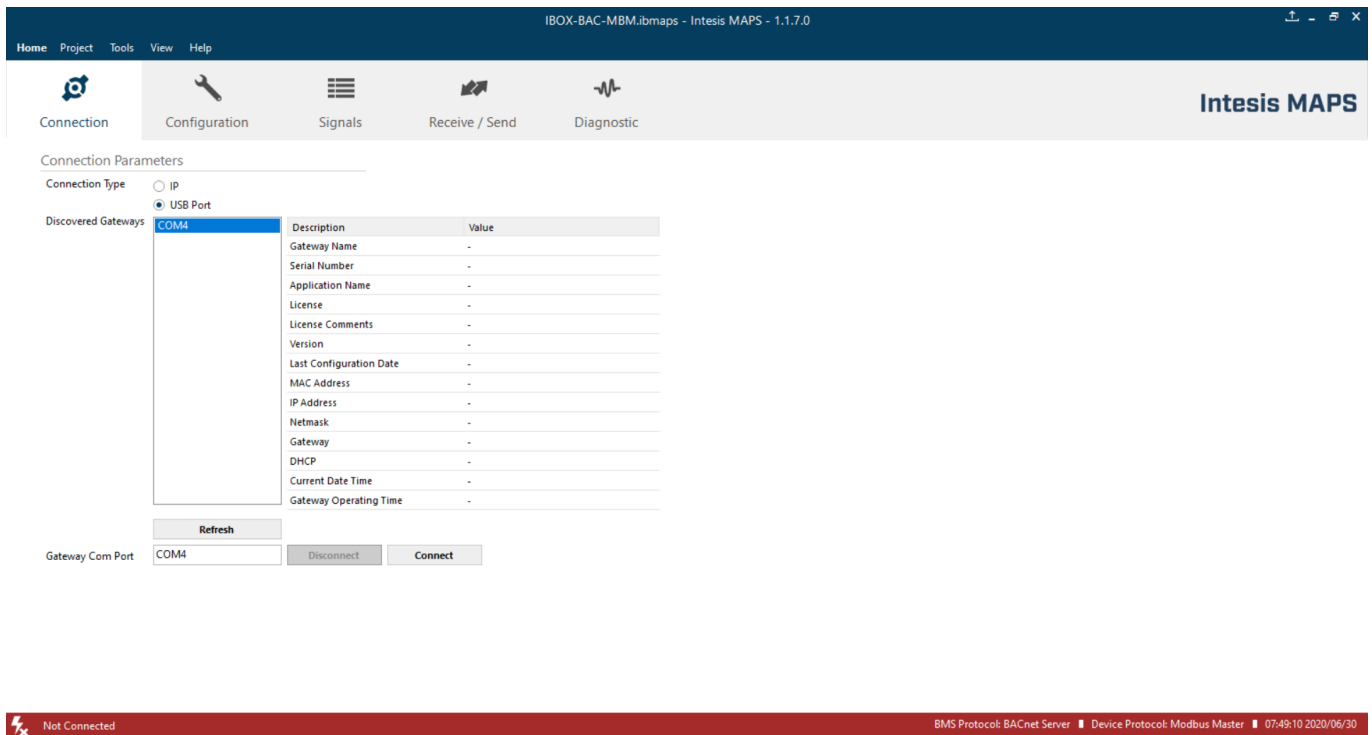 IBOX-BAC-MBM.ibmaps - Intesis MAPS - 1.1.7.0
Home Project Tools View Help
Connection Configuration Signals Receive / Send Diagnostic
Intesis MAPS
Connection Parameters
Connection Type IP
USB Port
Discovered Gateways COM4 Description Value
Gateway Name -
Serial Number -
Application Name -
License -
License Comments -
Version -
Last Configuration Date -
MAC Address -
IP Address -
Netmask -
Gateway -
DHCP -
Current Date Time -
Gateway Operating Time -
Refresh
Gateway Com Port COM4 Disconnect Connect
Not Connected BMS Protocol: BACnet Server Device Protocol: Modbus Master 07:49:10 2020/06/30